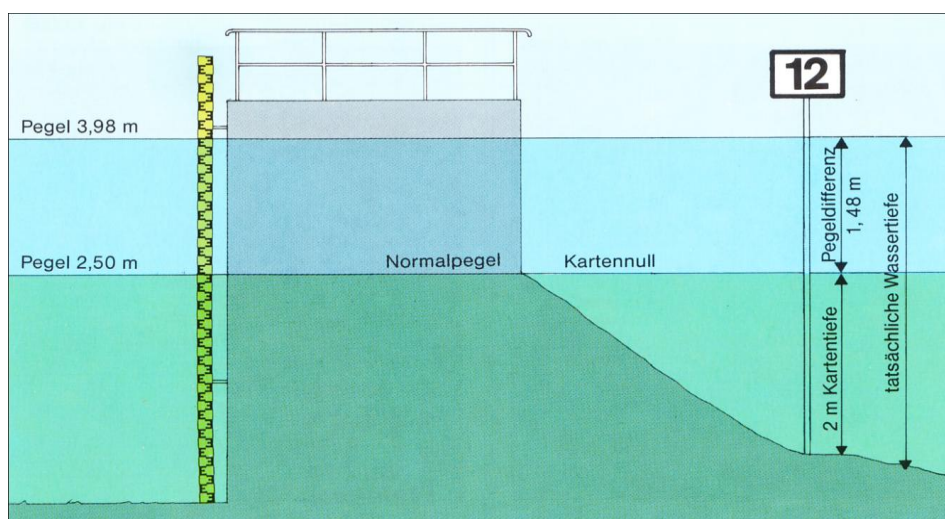 12
Pegel 3,98 m
Pegeldifferenz
1,48 m
Pegel 2,50 m
Normalpegel
Kartennull
2 m Kartentiefe
tatsächliche Wassertiefe